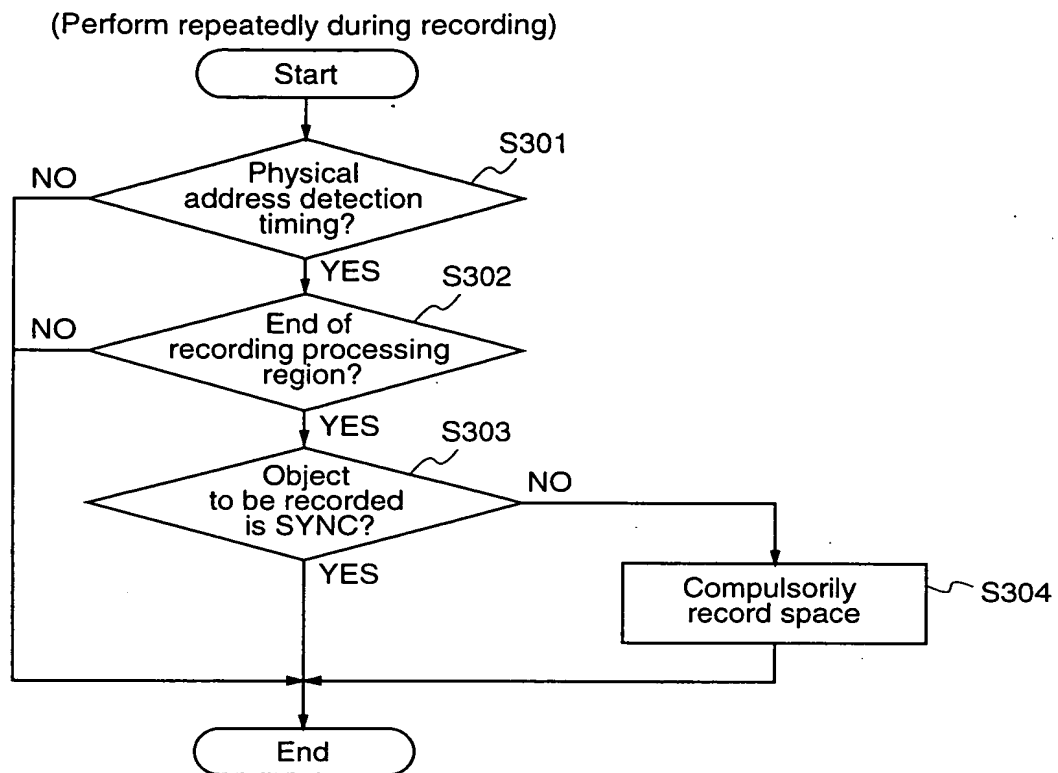 (Perform repeatedly during recording)
Start
S301
NO
Physical
address detection
timing?
YES
S302
NO
End of
recording processing
region?
YES
S303
Object
to be recorded
is SYNC?
NO
YES
Compulsorily
record space
S304
End